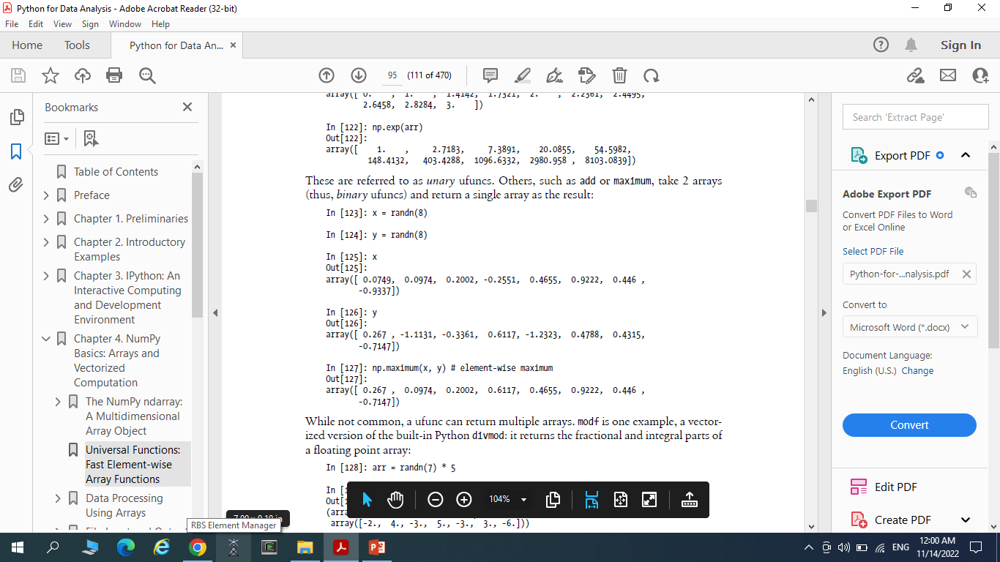 Python for Data Analysis - Adobe Acrobat Reader (32-bit)
File Edit View Sign Window Help
Home Tools Python for Data An... ×
Sign In
95 (111 of 470)
Bookmarks
Table of Contents
Preface
Chapter 1. Preliminaries
Chapter 2. Introductory
Examples
Chapter 3. IPython: An
Interactive Computing
and Development
Environment
Chapter 4. NumPy
Basics: Arrays and
Vectorized
Computation
The NumPy ndarray:
A Multidimensional
Array Object
Universal Functions:
Fast Element-wise
Array Functions
Data Processing
Using Arrays
RBS Element Manager
array([ 0. , 1. , 1.4142, 1.7321, 2. , 2.2361, 2.4495,
2.6458, 2.8284, 3. ])
In [122]: np.exp(arr)
Out[122]:
array([ 1. , 2.7183, 7.3891, 20.0855, 54.5982,
148.4132, 403.4288, 1096.6332, 2980.958 , 8103.0839])
These are referred to as unary ufuncs. Others, such as add or maximum, take 2 arrays
(thus, binary ufuncs) and return a single array as the result:
In [123]: x = randn(8)
In [124]: y = randn(8)
In [125]: x
Out[125]:
array([ 0.0749, 0.0974, 0.2002, -0.2551, 0.4655, 0.9222, 0.446 ,
-0.9337])
In [126]: y
Out[126]:
array([ 0.267 , -1.1131, -0.3361, 0.6117, -1.2323, 0.4788, 0.4315,
-0.7147])
In [127]: np.maximum(x, y) # element-wise maximum
Out[127]:
array([ 0.267 , 0.0974, 0.2002, 0.6117, 0.4655, 0.9222, 0.446 ,
-0.7147])
While not common, a ufunc can return multiple arrays. modf is one example, a vector-
ized version of the built-in Python divmod: it returns the fractional and integral parts of
a floating point array:
In [128]: arr = randn(7) * 5
In [
Out[
(arra
array([-2., 4., -3., 5., -3., 3., -6.]))
104%
Search 'Extract Page'
Export PDF
Adobe Export PDF
Convert PDF Files to Word
or Excel Online
Select PDF File
Python-for-...nalysis.pdf
Convert to
Microsoft Word (*.docx)
Document Language:
English (U.S.) Change
Convert
Edit PDF
Create PDF
ENG
12:00 AM
11/14/2022